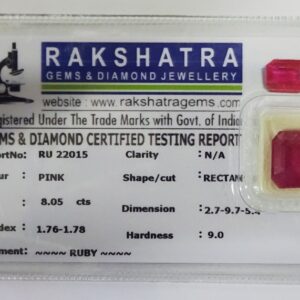 RAKSHATRA
GEMS & DIAMOND JEWELLERY
website : www.rakshatragems.com
gistered Under The Trade Marks with Govt. of India
MS & DIAMOND CERTIFIED TESTING REPORT
ortNo: RU 22015 Clarity : N/A
ur : PINK Shape/cut : RECTAN
: 8.05 cts Dimension : 2.7-9.7-5.4
ndex : 1.76-1.78 Hardness : 9.0
ment: ~~~~ RUBY ~~~~